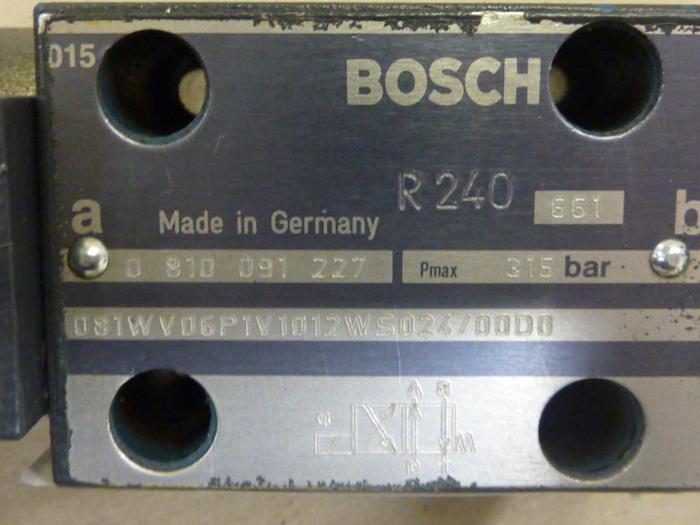 015
BOSCH
R 240
661
a
Made in Germany
b
0 810 091 227
Pmax 315 bar
081WV06P1V1012WS024/00D0
a
A B
W
P T